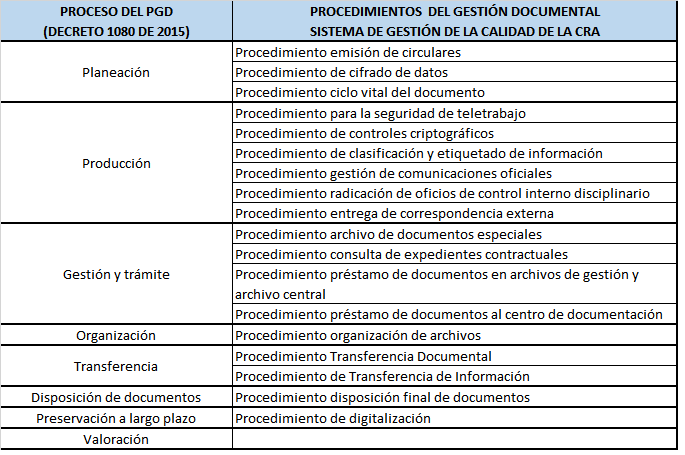 PROCESO DEL PGD
(DECRETO 1080 DE 2015)
PROCEDIMIENTOS DEL GESTIÓN DOCUMENTAL
SISTEMA DE GESTIÓN DE LA CALIDAD DE LA CRA
Planeación
Procedimiento emisión de circulares
Procedimiento de cifrado de datos
Procedimiento ciclo vital del documento
Producción
Procedimiento para la seguridad de teletrabajo
Procedimiento de controles criptográficos
Procedimiento de clasificación y etiquetado de información
Procedimiento gestión de comunicaciones oficiales
Procedimiento radicación de oficios de control interno disciplinario
Procedimiento entrega de correspondencia externa
Gestión y trámite
Procedimiento archivo de documentos especiales
Procedimiento consulta de expedientes contractuales
Procedimiento préstamo de documentos en archivos de gestión y
archivo central
Procedimiento préstamo de documentos al centro de documentación
Organización
Procedimiento organización de archivos
Transferencia
Procedimiento Transferencia Documental
Procedimiento de Transferencia de Información
Disposición de documentos
Procedimiento disposición final de documentos
Preservación a largo plazo
Procedimiento de digitalización
Valoración